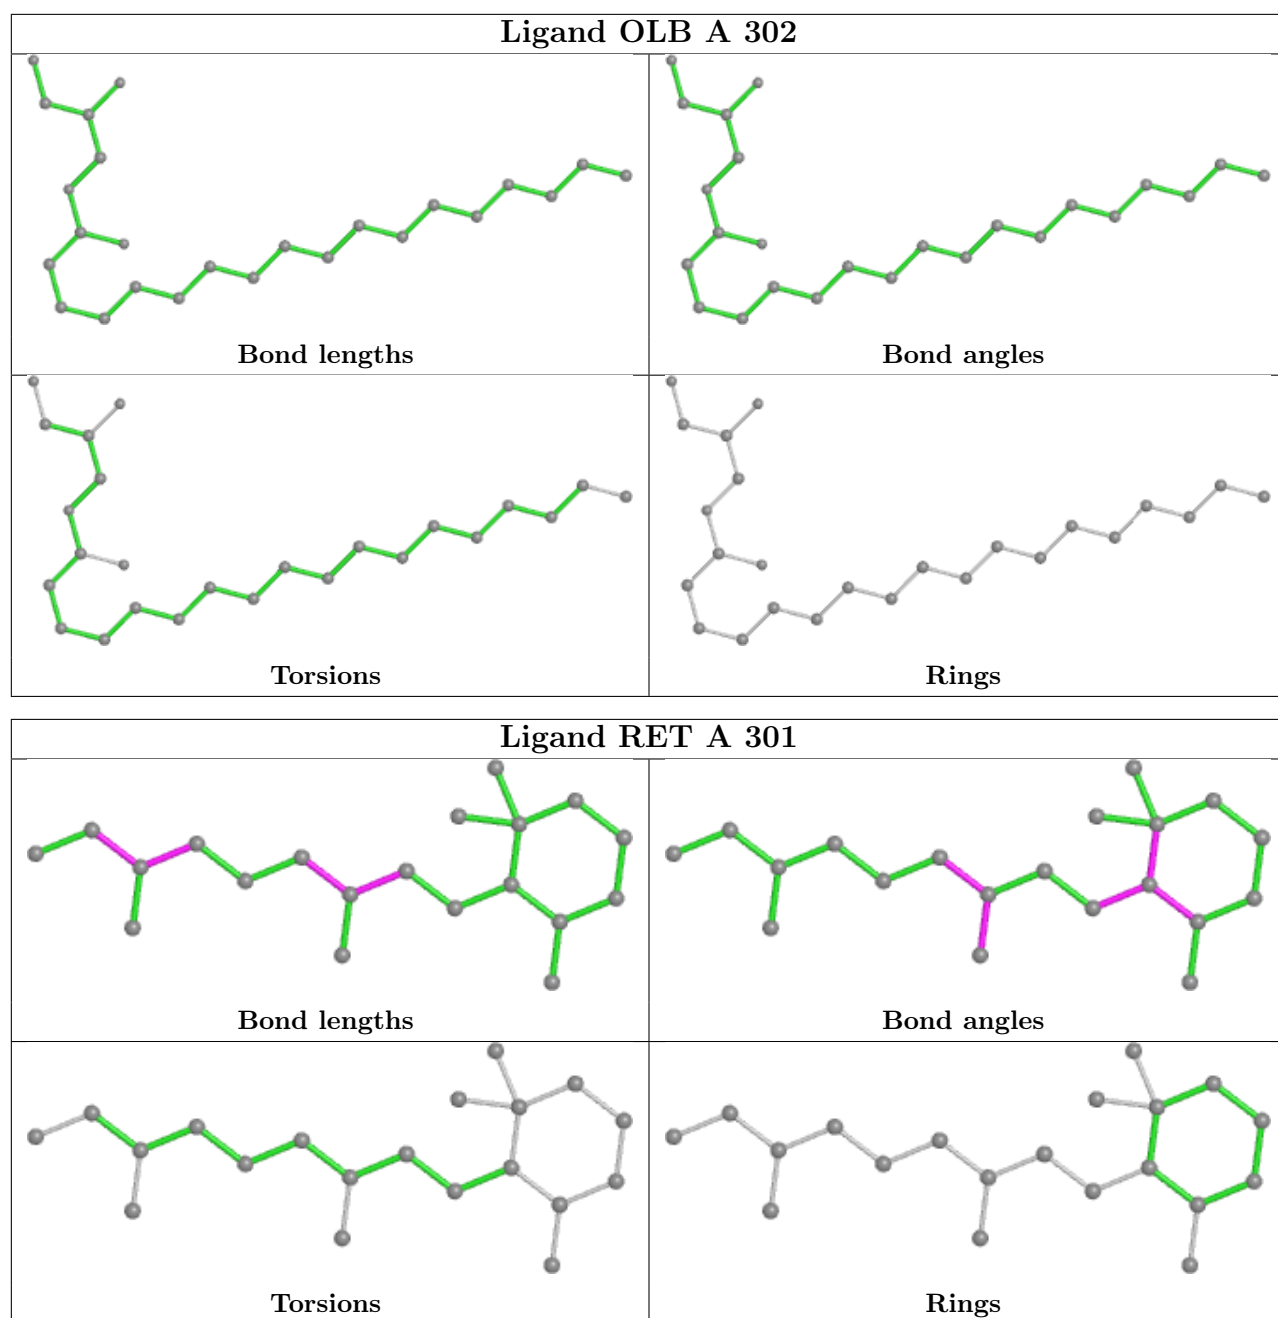 Ligand OLB A 302
Bond lengths
Bond angles
Torsions
Rings
Ligand RET A 301
Bond lengths
Bond angles
Torsions
Rings